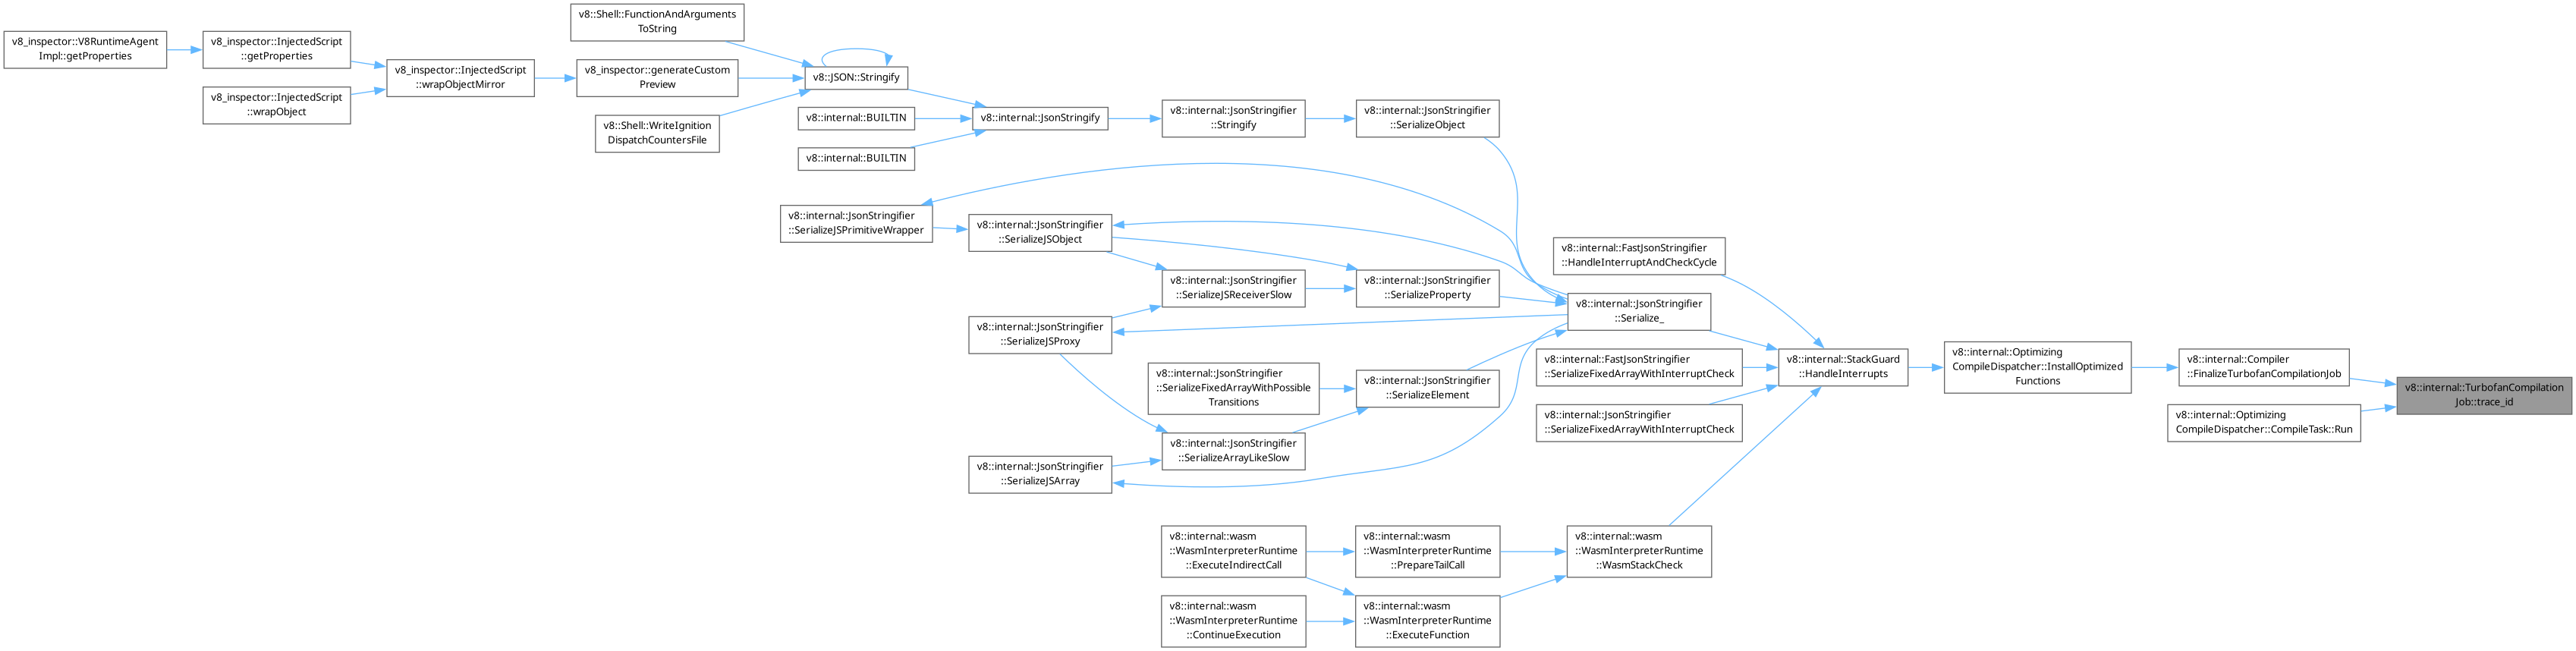 v8::Shell::FunctionAndArguments
ToString
v8_inspector::V8RuntimeAgent
Impl::getProperties
v8_inspector::InjectedScript
::getProperties
v8_inspector::InjectedScript
::wrapObjectMirror
v8_inspector::generateCustom
Preview
v8::JSON::Stringify
v8_inspector::InjectedScript
::wrapObject
v8::Shell::WriteIgnition
DispatchCountersFile
v8::internal::BUILTIN
v8::internal::JsonStringify
v8::internal::JsonStringifier
::Stringify
v8::internal::JsonStringifier
::SerializeObject
v8::internal::BUILTIN
v8::internal::JsonStringifier
::SerializeJSPrimitiveWrapper
v8::internal::JsonStringifier
::SerializeJSObject
v8::internal::FastJsonStringifier
::HandleInterruptAndCheckCycle
v8::internal::JsonStringifier
::SerializeJSReceiverSlow
v8::internal::JsonStringifier
::SerializeProperty
v8::internal::JsonStringifier
::Serialize_
v8::internal::JsonStringifier
::SerializeJSProxy
v8::internal::FastJsonStringifier
::SerializeFixedArrayWithInterruptCheck
v8::internal::StackGuard
::HandleInterrupts
v8::internal::Optimizing
CompileDispatcher::InstallOptimized
Functions
v8::internal::Compiler
::FinalizeTurbofanCompilationJob
v8::internal::TurbofanCompilation
Job::trace_id
v8::internal::JsonStringifier
::SerializeFixedArrayWithPossible
Transitions
v8::internal::JsonStringifier
::SerializeElement
v8::internal::JsonStringifier
::SerializeFixedArrayWithInterruptCheck
v8::internal::Optimizing
CompileDispatcher::CompileTask::Run
v8::internal::JsonStringifier
::SerializeArrayLikeSlow
v8::internal::JsonStringifier
::SerializeJSArray
v8::internal::wasm
::WasmInterpreterRuntime
::ExecuteIndirectCall
v8::internal::wasm
::WasmInterpreterRuntime
::PrepareTailCall
v8::internal::wasm
::WasmInterpreterRuntime
::WasmStackCheck
v8::internal::wasm
::WasmInterpreterRuntime
::ContinueExecution
v8::internal::wasm
::WasmInterpreterRuntime
::ExecuteFunction